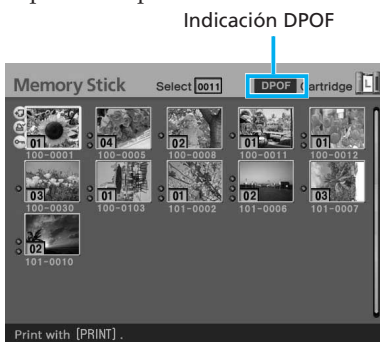 Indicación DPOF
Memory Stick Select 0011 DPOF Cartridge L
01 04 02 01 01
100-0001 100-0005 100-0008 100-0011 100-0012
03 01 01 02 03
100-0030 100-0103 101-0002 101-0006 101-0007
02
101-0010
Print with [PRINT] .